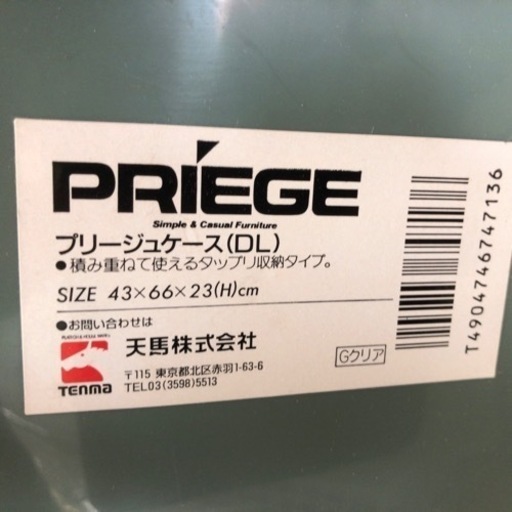 PRIEGE
Simple & Casual Furniture
プリージュケース(DL)
●積み重ねて使えるタップリ収納タイプ。
SIZE 43×66×23(H)cm
●お問い合わせは
天馬株式会社
〒115 東京都北区赤羽1-63-6
TEL03(3598)5513
TENMA
Gクリア
T4904746747136